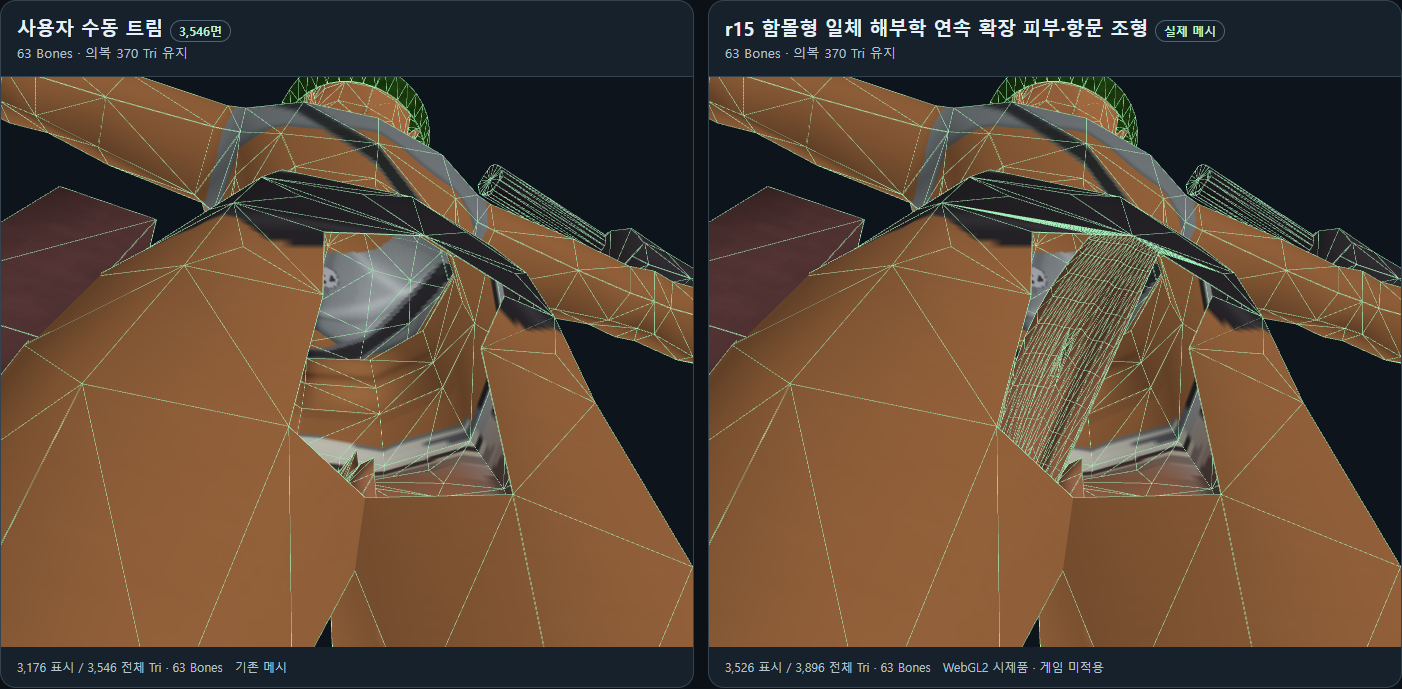 사용자 수동 트림 3,546면
63 Bones · 의복 370 Tri 유지
3,176 표시 / 3,546 전체 Tri · 63 Bones 기존 메시
r15 함몰형 일체 해부학 연속 확장 피부·항문 조형 실제 메시
63 Bones · 의복 370 Tri 유지
3,526 표시 / 3,896 전체 Tri · 63 Bones WebGL2 시제품 · 게임 미적용